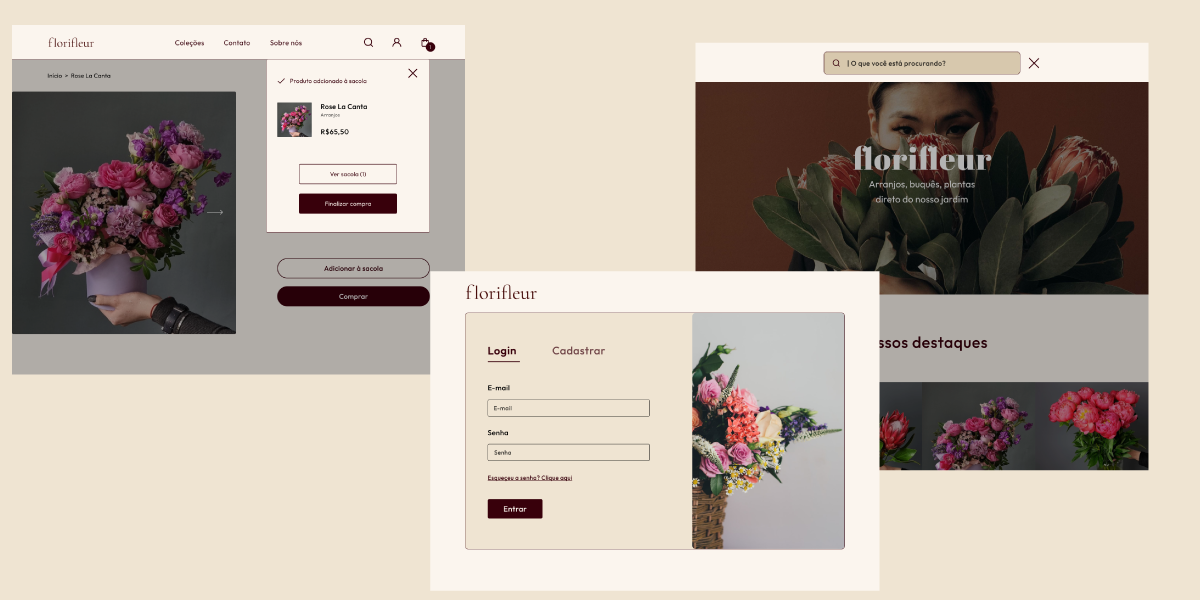 florifleur
Coleções Contato Sobre nós
1
Início > Rose La Canta
Produto adicionado à sacola
Rose La Canta
Arranjos
R$65,50
Ver sacola (1)
Finalizar compra
Adicionar à sacola
Comprar
| O que você está procurando?
florifleur
Arranjos, buquês, plantas
direto do nosso jardim
ssos destaques
florifleur
Login Cadastrar
E-mail
E-mail
Senha
Senha
Esqueçeu a senha? Clique aqui
Entrar